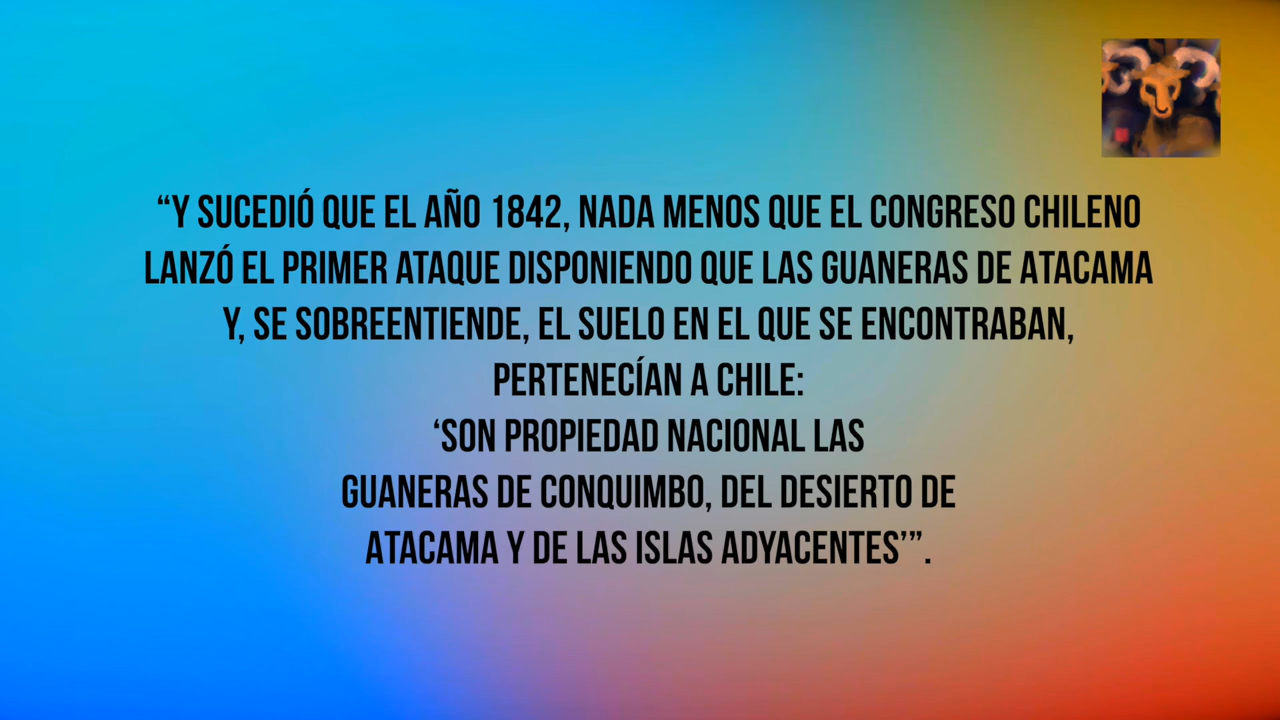 “Y SUCEDIÓ QUE EL AÑO 1842, NADA MENOS QUE EL CONGRESO CHILENO
LANZÓ EL PRIMER ATAQUE DISPONIENDO QUE LAS GUANERAS DE ATACAMA
Y, SE SOBREENTIENDE, EL SUELO EN EL QUE SE ENCONTRABAN,
PERTENECÍAN A CHILE:
‘SON PROPIEDAD NACIONAL LAS
GUANERAS DE CONQUIMBO, DEL DESIERTO DE
ATACAMA Y DE LAS ISLAS ADYACENTES’”.